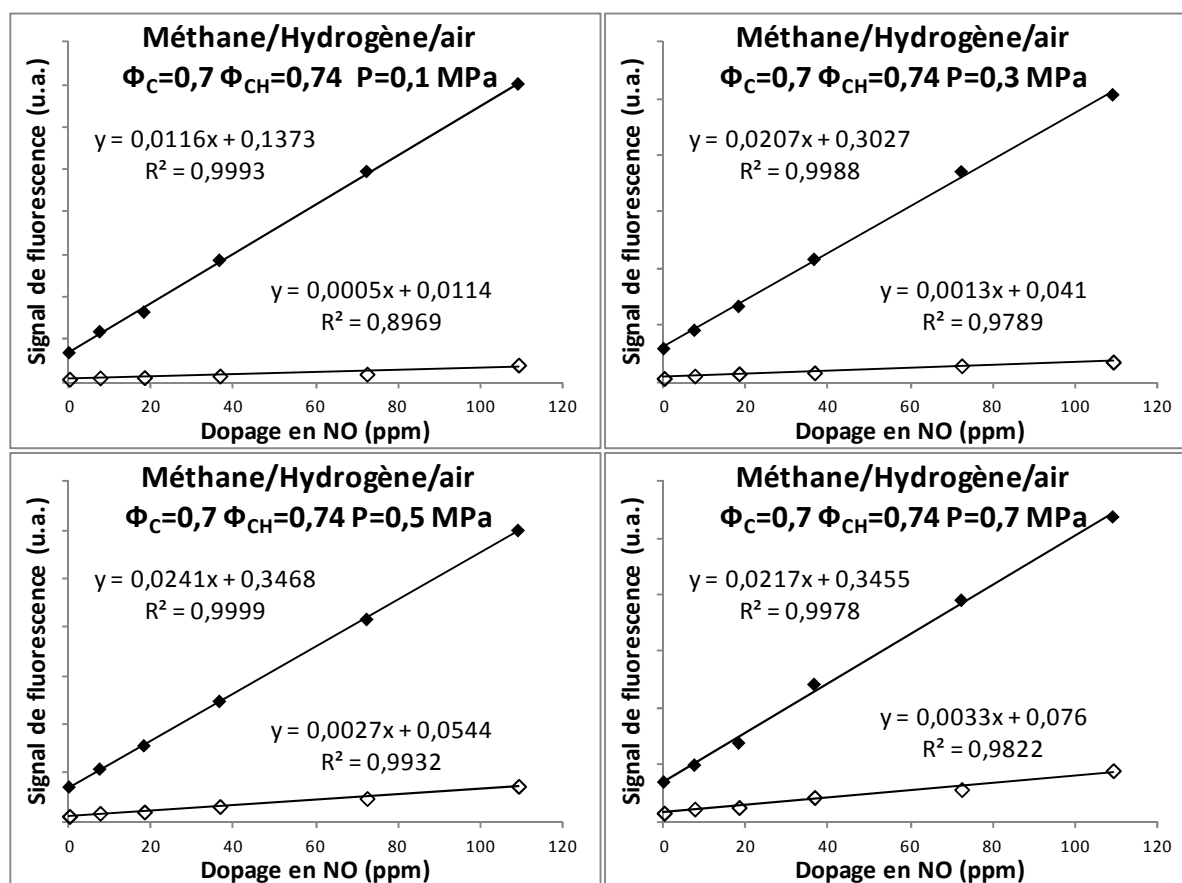 Méthane/Hydrogène/air
Φ_C=0,7 Φ_CH=0,74 P=0,1 MPa
y = 0,0116x + 0,1373
R² = 0,9993
y = 0,0005x + 0,0114
R² = 0,8969
Signal de fluorescence (u.a.)
0 20 40 60 80 100 120
Dopage en NO (ppm)
Méthane/Hydrogène/air
Φ_C=0,7 Φ_CH=0,74 P=0,3 MPa
y = 0,0207x + 0,3027
R² = 0,9988
y = 0,0013x + 0,041
R² = 0,9789
Signal de fluorescence (u.a.)
0 20 40 60 80 100 120
Dopage en NO (ppm)
Méthane/Hydrogène/air
Φ_C=0,7 Φ_CH=0,74 P=0,5 MPa
y = 0,0241x + 0,3468
R² = 0,9999
y = 0,0027x + 0,0544
R² = 0,9932
Signal de fluorescence (u.a.)
0 20 40 60 80 100 120
Dopage en NO (ppm)
Méthane/Hydrogène/air
Φ_C=0,7 Φ_CH=0,74 P=0,7 MPa
y = 0,0217x + 0,3455
R² = 0,9978
y = 0,0033x + 0,076
R² = 0,9822
Signal de fluorescence (u.a.)
0 20 40 60 80 100 120
Dopage en NO (ppm)